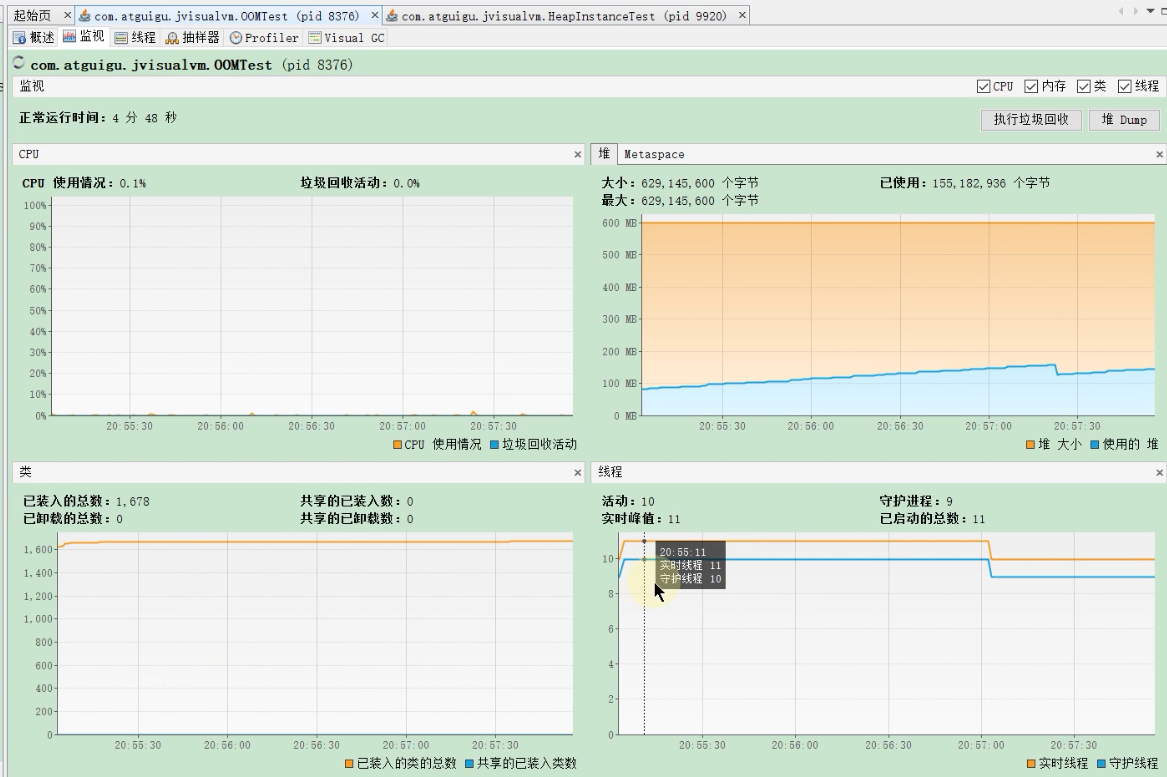 起始页 × com.atguigu.jvisualvm.OOMTest (pid 8376) × com.atguigu.jvisualvm.HeapInstanceTest (pid 9920) ×
概述 监视 线程 抽样器 Profiler Visual GC
com.atguigu.jvisualvm.OOMTest (pid 8376)
监视 CPU 内存 类 线程
正常运行时间: 4 分 48 秒 执行垃圾回收 堆 Dump
CPU ×
CPU 使用情况: 0.1% 垃圾回收活动: 0.0%
100%
90%
80%
70%
60%
50%
40%
30%
20%
10%
0%
20:55:30 20:56:00 20:56:30 20:57:00 20:57:30
CPU 使用情况 垃圾回收活动
堆 Metaspace ×
大小: 629,145,600 个字节 已使用: 155,182,936 个字节
最大: 629,145,600 个字节
600 MB
500 MB
400 MB
300 MB
200 MB
100 MB
0 MB
20:55:30 20:56:00 20:56:30 20:57:00 20:57:30
堆 大小 使用的 堆
类 ×
已装入的总数: 1,678 共享的已装入数: 0
已卸载的总数: 0 共享的已卸载数: 0
1,600
1,400
1,200
1,000
800
600
400
200
0
20:55:30 20:56:00 20:56:30 20:57:00 20:57:30
已装入的类的总数 共享的已装入类数
线程 ×
活动: 10 守护进程: 9
实时峰值: 11 已启动的总数: 11
10
8
6
4
2
0
20:55:11
实时线程 11
守护线程 10
20:55:30 20:56:00 20:56:30 20:57:00 20:57:30
实时线程 守护线程